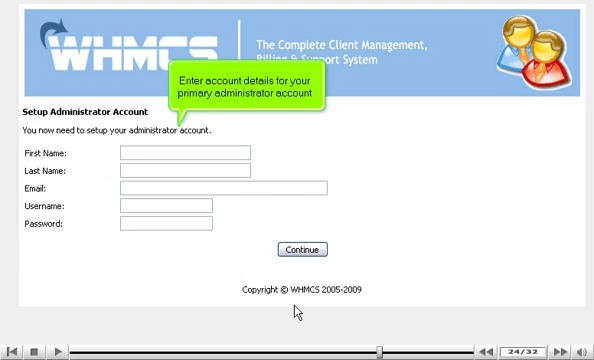 WHMCS
The Complete Client Management,
Billing & Support System
Enter account details for your
primary administrator account
Setup Administrator Account
You now need to setup your administrator account.
First Name:
Last Name:
Email:
Username:
Password:
Continue
Copyright © WHMCS 2005-2009
24/32